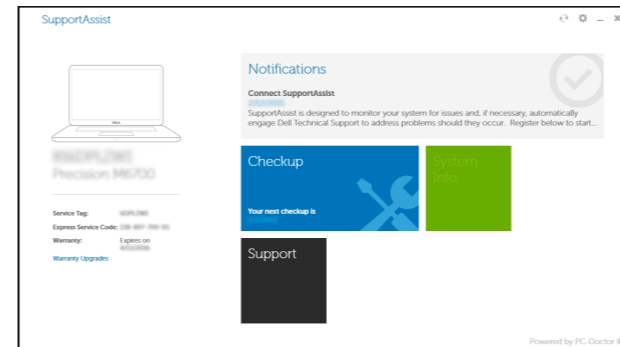 SupportAssist
DELL
Precision M6700
Service Tag:
Express Service Code:
Warranty: Expires on
Warranty Upgrades
Notifications
Connect SupportAssist
SupportAssist is designed to monitor your system for issues and, if necessary, automatically
engage Dell Technical Support to address problems should they occur. Register below to start...
Checkup
Your next checkup is
System
Info
Support
Powered by PC-Doctor ®